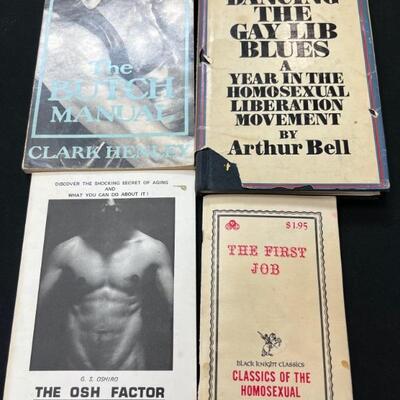 The
BUTCH
MANUAL
CLARK HENLEY
DANCING
THE
GAY LIB
BLUES
A
YEAR IN THE
HOMOSEXUAL
LIBERATION
MOVEMENT
BY
Arthur Bell
DISCOVER THE SHOCKING SECRET OF AGING
AND
WHAT YOU CAN DO ABOUT IT!
G. S. OSHIRO
THE OSH FACTOR
$1.95
THE FIRST
JOB
BLACK KNIGHT CLASSICS
CLASSICS OF THE
HOMOSEXUAL